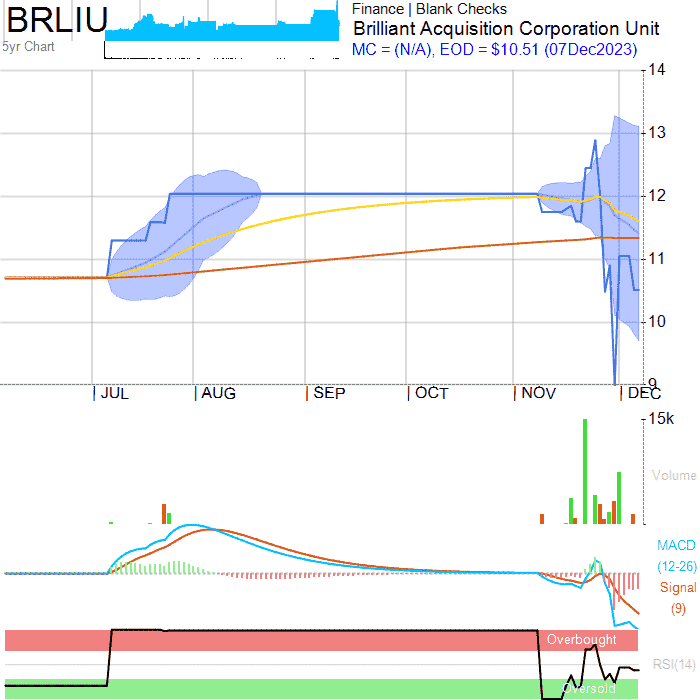 BRLIU
5yr Chart
Finance | Blank Checks
Brilliant Acquisition Corporation Unit
MC = (N/A), EOD = $10.51 (07Dec2023)
14
13
12
11
10
9
JUL AUG SEP OCT NOV DEC
15k
Volume
MACD
(12-26)
Signal
(9)
Overbought
RSI(14)
Oversold